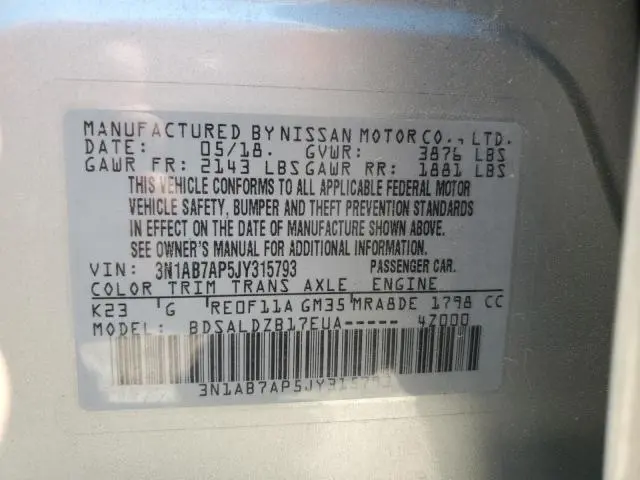 MANUFACTURED BY NISSAN MOTOR CO., LTD.
DATE: 05/18. GVWR: 3876 LBS
GAWR FR: 2143 LBS GAWR RR: 1881 LBS
THIS VEHICLE CONFORMS TO ALL APPLICABLE FEDERAL MOTOR
VEHICLE SAFETY, BUMPER AND THEFT PREVENTION STANDARDS
IN EFFECT ON THE DATE OF MANUFACTURE SHOWN ABOVE.
SEE OWNER'S MANUAL FOR ADDITIONAL INFORMATION.
VIN: 3N1AB7AP5JY315793 PASSENGER CAR.
COLOR TRIM TRANS AXLE ENGINE
K23 G RE0F11A GM35 MRA8DE 1798 CC
MODEL: BDSALDZB17EUA----- 4Z000
3N1AB7AP5JY315793